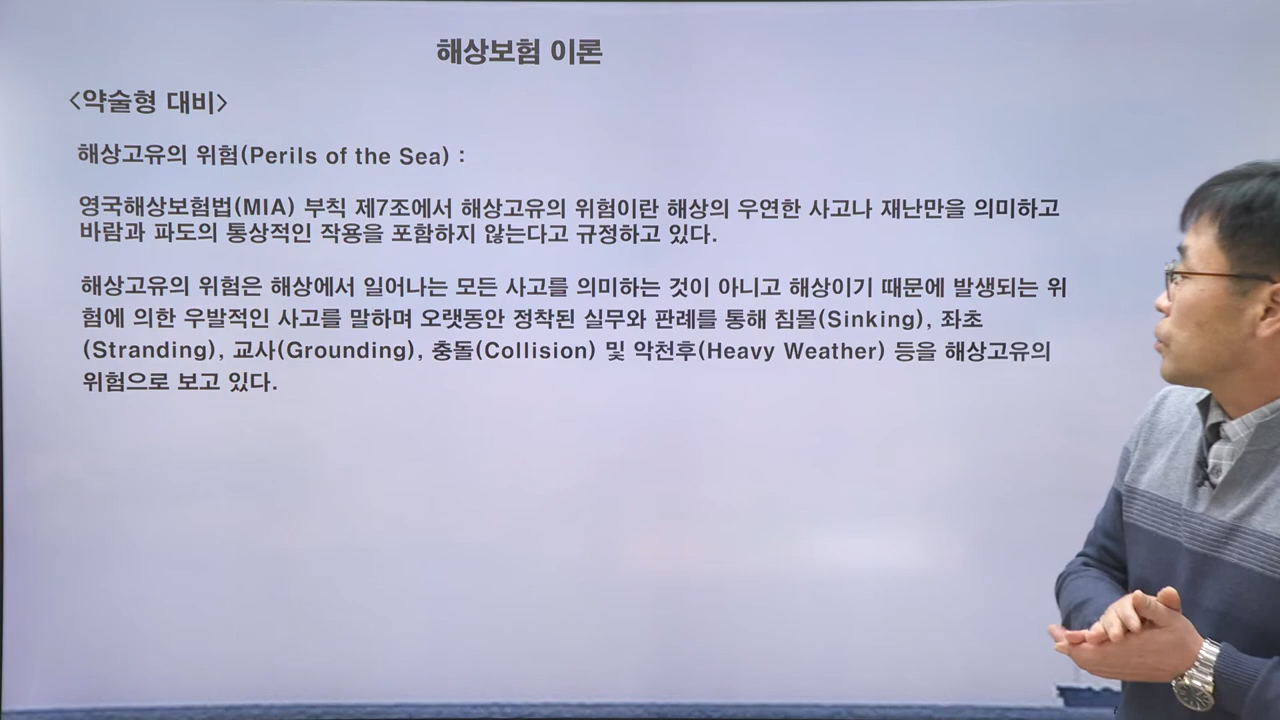 해상보험 이론
<약술형 대비>
해상고유의 위험(Perils of the Sea) :
영국해상보험법(MIA) 부칙 제7조에서 해상고유의 위험이란 해상의 우연한 사고나 재난만을 의미하고
바람과 파도의 통상적인 작용을 포함하지 않는다고 규정하고 있다.
해상고유의 위험은 해상에서 일어나는 모든 사고를 의미하는 것이 아니고 해상이기 때문에 발생되는 위
험에 의한 우발적인 사고를 말하며 오랫동안 정착된 실무와 판례를 통해 침몰(Sinking), 좌초
(Stranding), 교사(Grounding), 충돌(Collision) 및 악천후(Heavy Weather) 등을 해상고유의
위험으로 보고 있다.